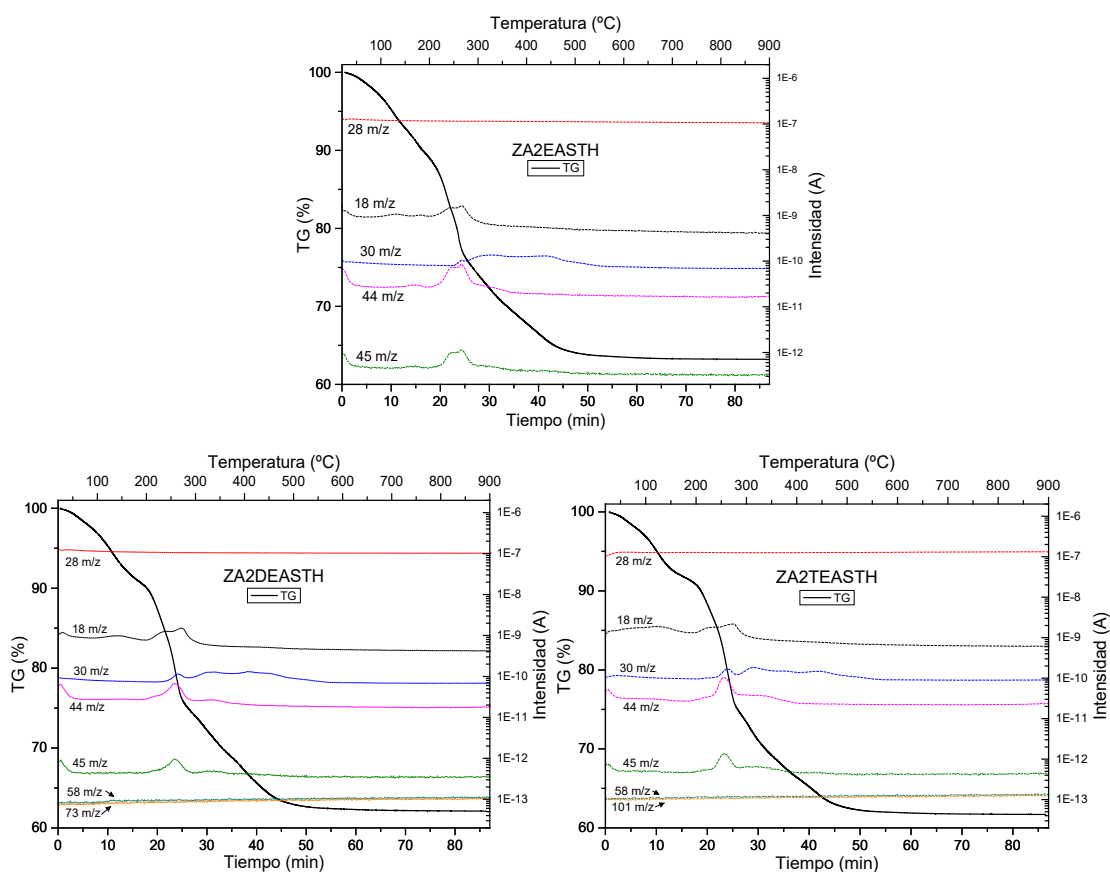 Temperatura (ºC)
0 100 200 300 400 500 600 700 800 900
100
90
80
70
60
TG (%)
28 m/z
ZA2EASTH
TG
18 m/z
30 m/z
44 m/z
45 m/z
1E-6
1E-7
1E-8
1E-9
1E-10
1E-11
1E-12
Intensidad (A)
0 10 20 30 40 50 60 70 80
Tiempo (min)
Temperatura (ºC)
100 200 300 400 500 600 700 800 900
100
90
80
70
60
TG (%)
28 m/z
ZA2DEASTH
TG
18 m/z
30 m/z
44 m/z
45 m/z
58 m/z
73 m/z
1E-6
1E-7
1E-8
1E-9
1E-10
1E-11
1E-12
1E-13
Intensidad (A)
0 10 20 30 40 50 60 70 80
Tiempo (min)
Temperatura (ºC)
0 100 200 300 400 500 600 700 800 900
100
90
80
70
60
TG (%)
28 m/z
ZA2TEASTH
TG
18 m/z
30 m/z
44 m/z
45 m/z
58 m/z
101 m/z
1E-6
1E-7
1E-8
1E-9
1E-10
1E-11
1E-12
1E-13
Intensidad (A)
0 10 20 30 40 50 60 70 80
Tiempo (min)